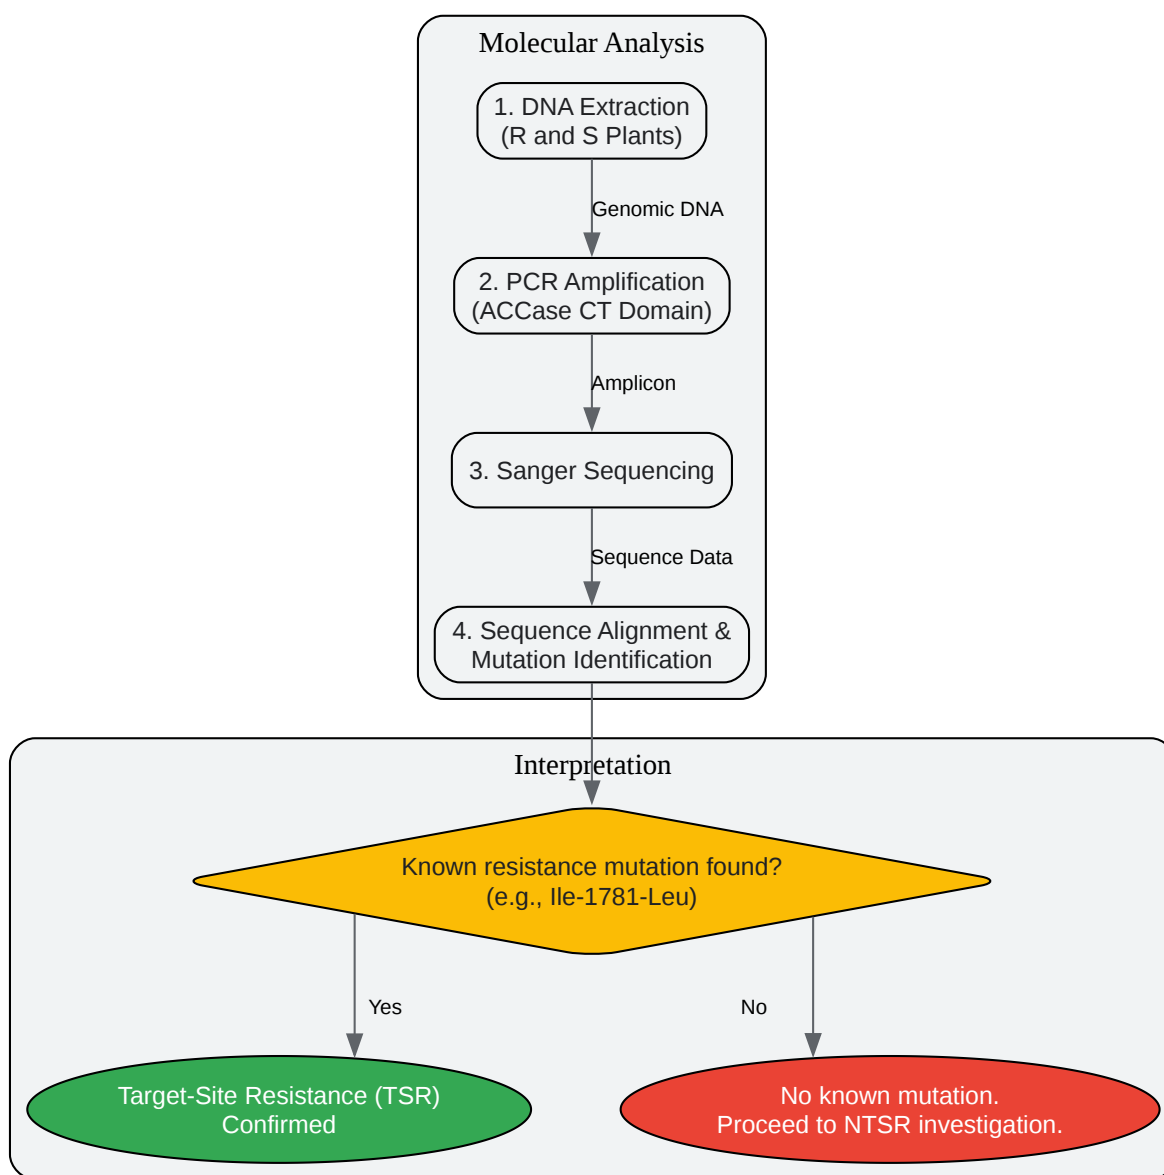 Molecular Analysis
1. DNA Extraction
(R and S Plants)
Genomic DNA
2. PCR Amplification
(ACCase CT Domain)
Amplicon
3. Sanger Sequencing
Sequence Data
4. Sequence Alignment &
Mutation Identification
Interpretation
Known resistance mutation found?
(e.g., Ile-1781-Leu)
Yes
No
Target-Site Resistance (TSR)
Confirmed
No known mutation.
Proceed to NTSR investigation.